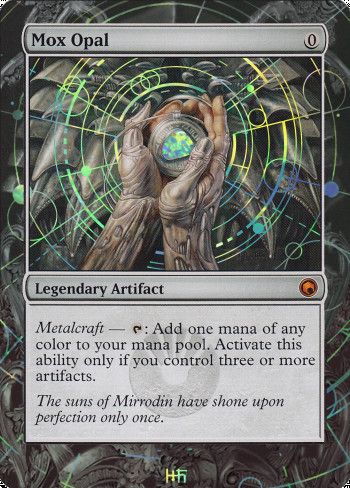 Mox Opal 0
Legendary Artifact
Metalcraft — : Add one mana of any
color to your mana pool. Activate this
ability only if you control three or more
artifacts.
The suns of Mirrodin have shone upon
perfection only once.